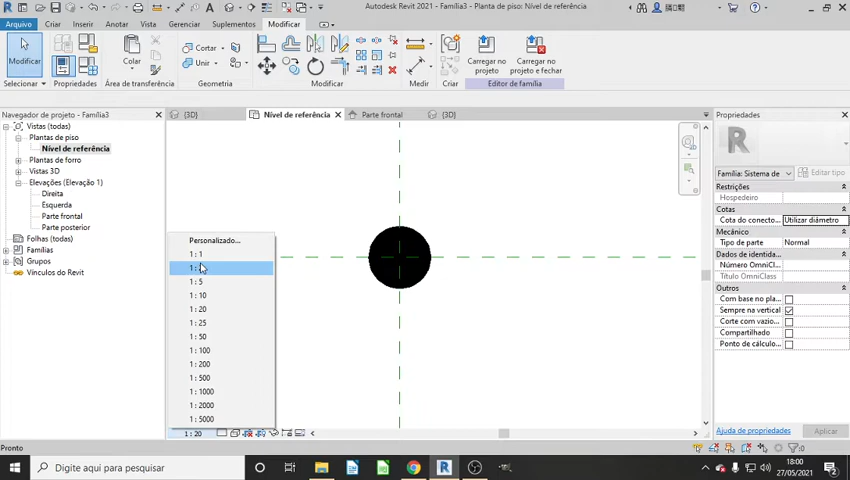 Autodesk Revit 2021 - Família3 - Planta de piso: Nível de referência
Arquivo Criar Inserir Anotar Vista Gerenciar Suplementos Modificar
Modificar
Colar
Cortar
Unir
Carregar no projeto
Carregar no projeto e fechar
Selecionar Propriedades Área de transferência Geometria Modificar Medir Criar Editor de família
Navegador de projeto - Família3
{3D} Nível de referência Parte frontal {3D}
Propriedades
Vistas (todas)
Plantas de piso
Nível de referência
Plantas de forro
Vistas 3D
Elevações (Elevação 1)
Direita
Esquerda
Parte frontal
Parte posterior
Folhas (todas)
Famílias
Grupos
Vínculos do Revit
Personalizado...
1 : 1
1 :
1 : 5
1 : 10
1 : 20
1 : 25
1 : 50
1 : 100
1 : 200
1 : 500
1 : 1000
1 : 2000
1 : 5000
1 : 20
Família: Sistema de Editar tipo
Restrições
Hospedeiro
Cotas
Cota do conecto... Utilizar diâmetro
Mecânico
Tipo de parte Normal
Dados de identida...
Número OmniCl...
Título OmniClass
Outros
Com base no pla...
Sempre na vertical
Corte com vazio...
Compartilhado
Ponto de cálculo...
Ajuda de propriedades Aplicar
Pronto
:0
Digite aqui para pesquisar
18:00
27/05/2021
2